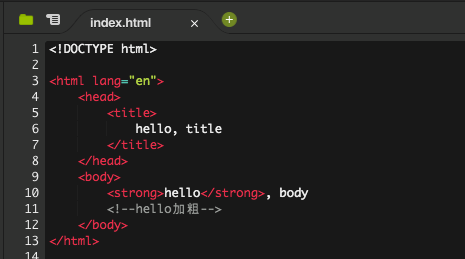 index.html × +
1 <!DOCTYPE html>
2
3 <html lang="en">
4     <head>
5         <title>
6             hello, title
7         </title>
8     </head>
9     <body>
10         <strong>hello</strong>, body
11         <!--hello加粗-->
12     </body>
13 </html>
14